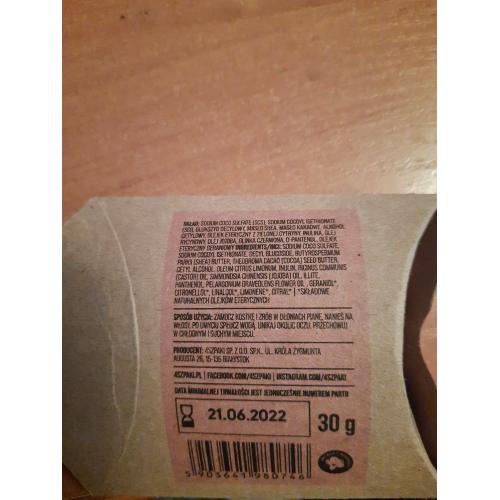 SKŁAD: SODIUM COCO SULFATE (SCS), SODIUM COCOYL ISETHIONATE
(SCI), GLUKOZYD DECYLOWY, MASŁO SHEA, MASŁO KAKAOWE, ALKOHOL
CETYLOWY, OLEJEK ETERYCZNY Z ZIELONEJ CYTRYNY, INULINA, OLEJ
RYCYNOWY, OLEJ JOJOBA, GLINKA CZERWONA, D-PANTENOL, OLEJEK
ETERYCZNY GERANIOWY INGREDIENTS/INCI: SODIUM COCO SULFATE,
SODIUM COCOYL ISETHIONATE, DECYL GLUCOSIDE, BUTYROSPERMUM
PARKII (SHEA) BUTTER, THEOBROMA CACAO (COCOA) SEED BUTTER,
CETYL ALCOHOL, OLEUM CITRUS LIMONUM, INULIN, RICINUS COMMUNIS
(CASTOR) OIL, SIMMONDSIA CHINENSIS (JOJOBA) OIL, ILLITE,
PANTHENOL, PELARGONIUM GRAVEOLENS FLOWER OIL, GERANIOL*,
CITRONELLOL*, LINALOOL*, LIMONENE*, CITRAL* | *SKŁADOWE
NATURALNYCH OLEJKÓW ETERYCZNYCH
SPOSÓB UŻYCIA: ZAMOCZ KOSTKĘ I ZRÓB W DŁONIACH PIANĘ, NANIEŚ NA
WŁOSY. PO UMYCIU SPŁUCZ WODĄ. UNIKAJ OKOLIC OCZU. PRZECHOWUJ
W CHŁODNYM I SUCHYM MIEJSCU.
PRODUCENT: 4SZPAKI SP. Z O.O. SP.K., UL. KRÓLA ZYGMUNTA
AUGUSTA 26, 15-136 BIAŁYSTOK
4SZPAKI.PL | FACEBOOK.COM/4SZPAKI | INSTAGRAM.COM/4SZPAKI
DATA MINIMALNEJ TRWAŁOŚCI JEST JEDNOCZEŚNIE NUMEREM PARTII
21.06.2022
30 g
5 903641 980746